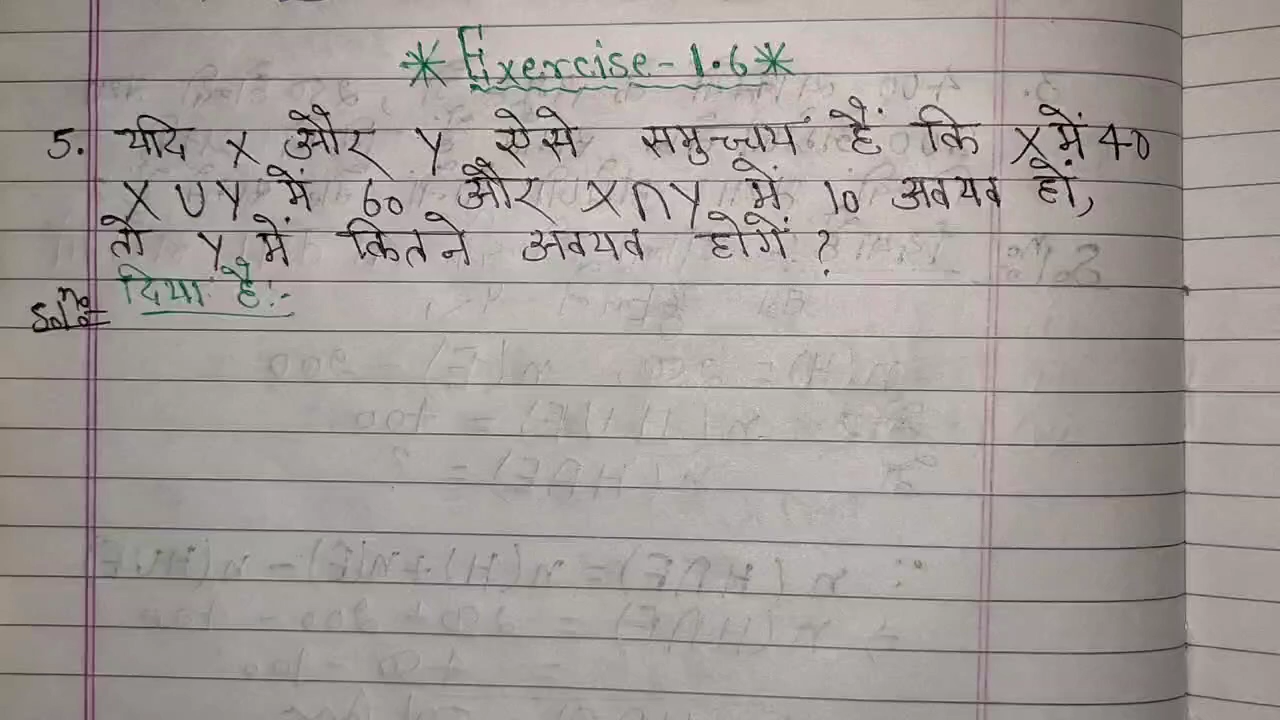 * Exercise-1.6 *
5. यदि X और Y ऐसे समुच्चय हैं कि X में 40
X ∪ Y में 60 और X ∩ Y में 10 अवयव हों,
तो Y में कितने अवयव होगें ?
Solⁿ:- दिया है:-